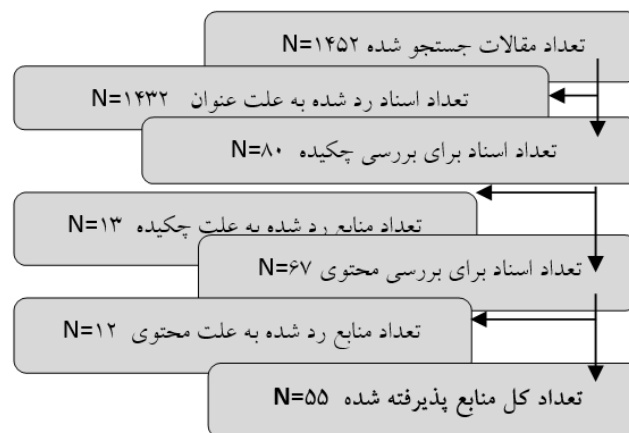 تعداد مقالات جستجو شده N=۱۴۵۲
تعداد اسناد رد شده به علت عنوان N=۱۴۳۲
تعداد اسناد برای بررسی چکیده N=۸۰
تعداد منابع رد شده به علت چکیده N=۱۳
تعداد اسناد برای بررسی محتوی N=۶۷
تعداد منابع رد شده به علت محتوی N=۱۲
تعداد کل منابع پذیرفته شده N=۵۵